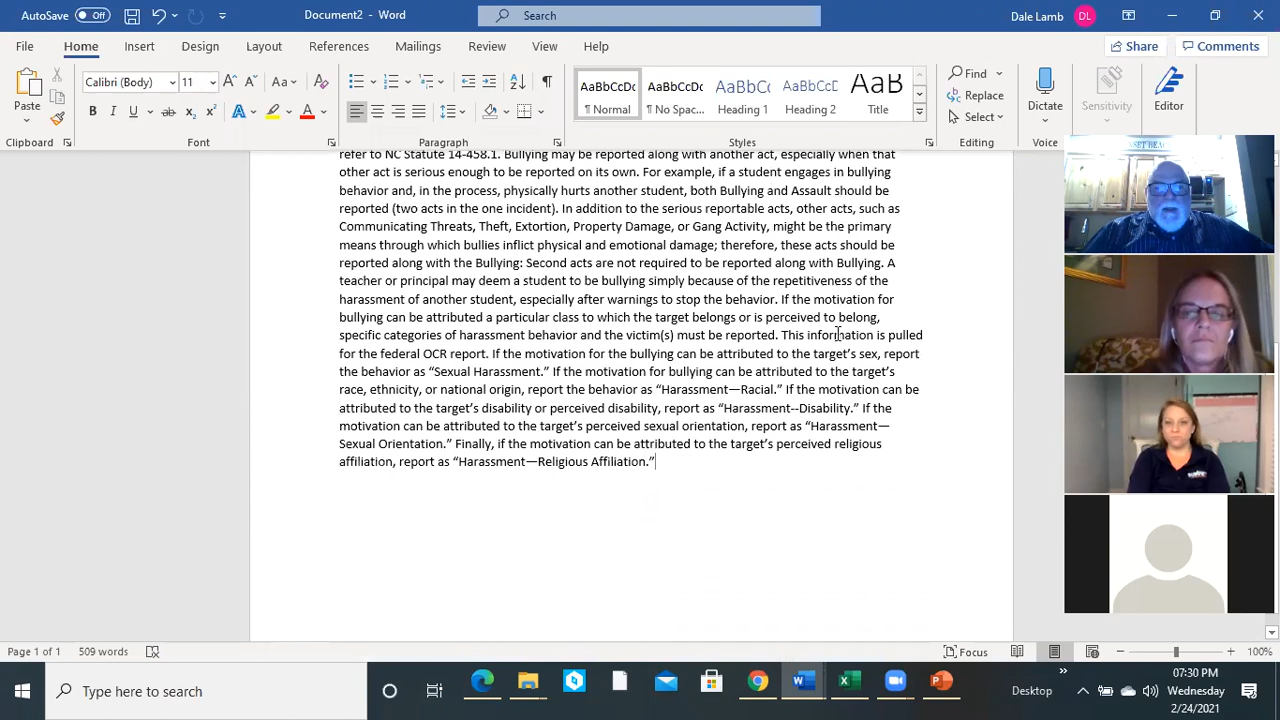 AutoSave Off Document2 - Word Search Dale Lamb DL
File Home Insert Design Layout References Mailings Review View Help Share Comments
Paste Calibri (Body) 11 Aa AaBbCcDc AaBbCcDc AaBbCc AaBbCcD AaB Find Replace Select Dictate Sensitivity Editor
¶ Normal ¶ No Spac... Heading 1 Heading 2 Title
Clipboard Font Paragraph Styles Editing Voice Sensitivity Editor
refer to NC Statute 14-458.1. Bullying may be reported along with another act, especially when that
other act is serious enough to be reported on its own. For example, if a student engages in bullying
behavior and, in the process, physically hurts another student, both Bullying and Assault should be
reported (two acts in the one incident). In addition to the serious reportable acts, other acts, such as
Communicating Threats, Theft, Extortion, Property Damage, or Gang Activity, might be the primary
means through which bullies inflict physical and emotional damage; therefore, these acts should be
reported along with the Bullying: Second acts are not required to be reported along with Bullying. A
teacher or principal may deem a student to be bullying simply because of the repetitiveness of the
harassment of another student, especially after warnings to stop the behavior. If the motivation for
bullying can be attributed a particular class to which the target belongs or is perceived to belong,
specific categories of harassment behavior and the victim(s) must be reported. This information is pulled
for the federal OCR report. If the motivation for the bullying can be attributed to the target’s sex, report
the behavior as “Sexual Harassment.” If the motivation for bullying can be attributed to the target’s
race, ethnicity, or national origin, report the behavior as “Harassment—Racial.” If the motivation can be
attributed to the target’s disability or perceived disability, report as “Harassment--Disability.” If the
motivation can be attributed to the target’s perceived sexual orientation, report as “Harassment—
Sexual Orientation.” Finally, if the motivation can be attributed to the target’s perceived religious
affiliation, report as “Harassment—Religious Affiliation.”
Page 1 of 1 509 words Focus 100%
Type here to search Desktop 07:30 PM
Wednesday
2/24/2021